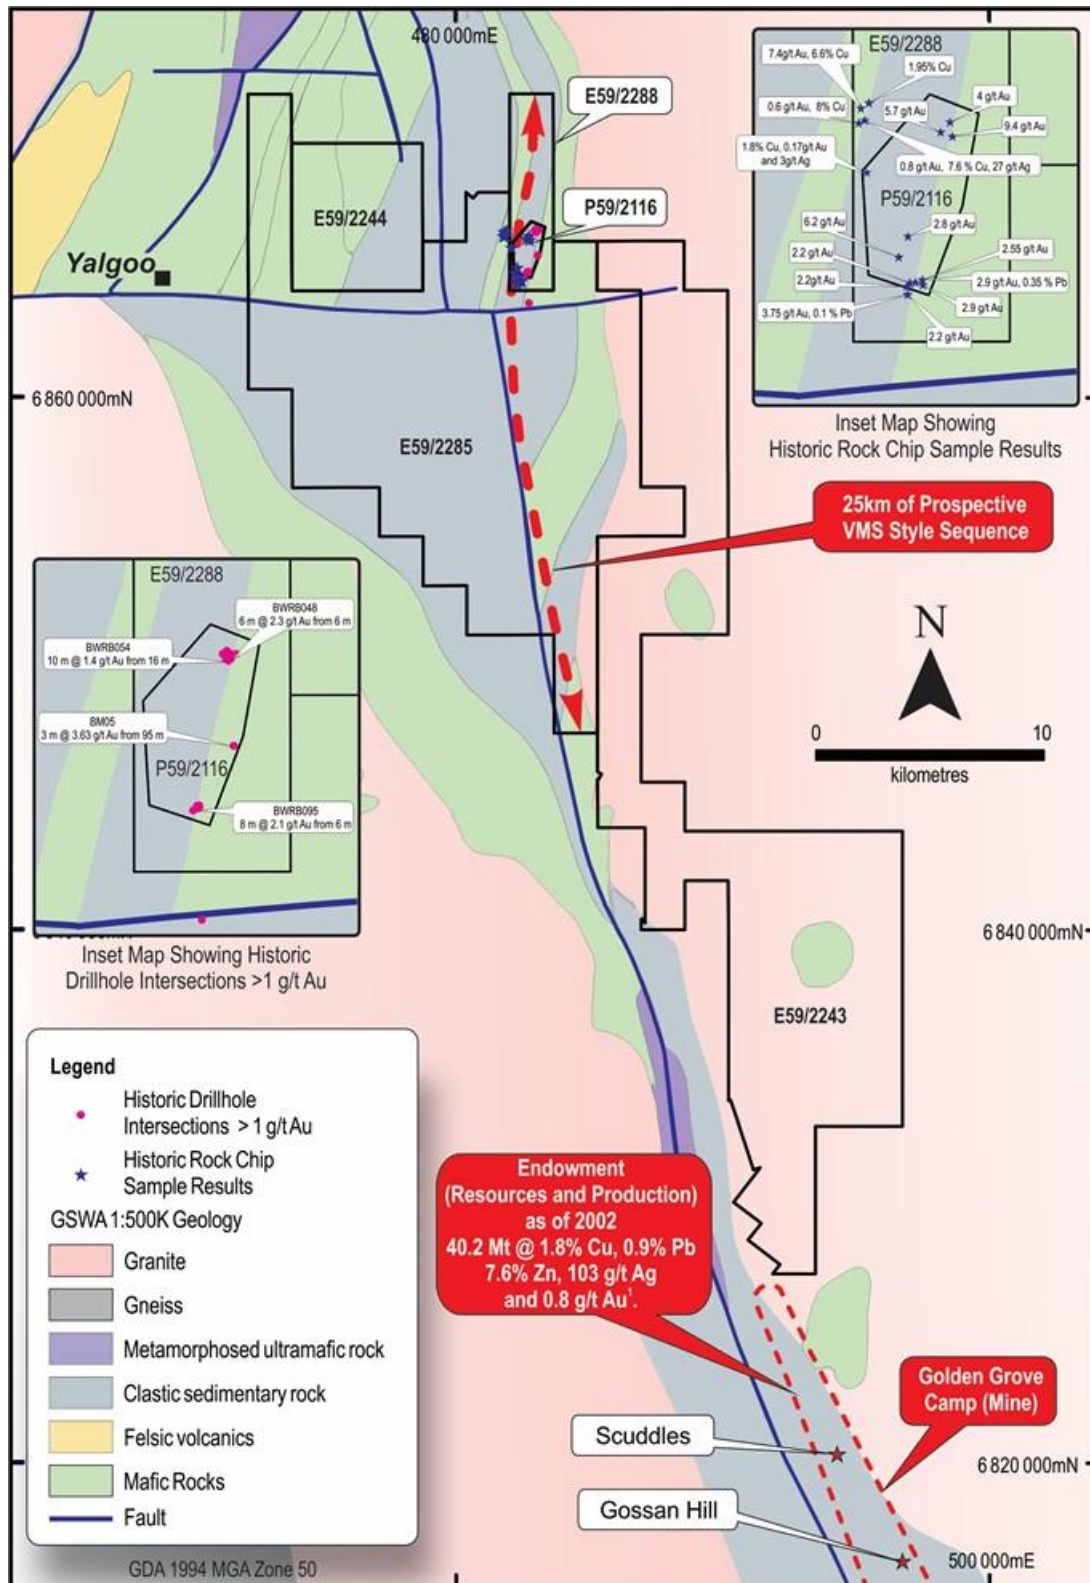 480 000mE
E59/2288
P59/2116
E59/2244
Yalgoo
6 860 000mN
E59/2285
E59/2288
7.4g/t Au, 6.6% Cu
1.95% Cu
0.6 g/t Au, 8% Cu
5.7 g/t Au
4 g/t Au
9.4 g/t Au
1.8% Cu, 0.17g/t Au
and 3g/t Ag
0.8 g/t Au, 7.6 % Cu, 27 g/t Ag
P59/2116
6.2 g/t Au
2.8 g/t Au
2.2 g/t Au
2.55 g/t Au
2.2g/t Au
2.9 g/t Au, 0.35 % Pb
3.75 g/t Au, 0.1 % Pb
2.9 g/t Au
2.2 g/t Au
Inset Map Showing
Historic Rock Chip Sample Results
25km of Prospective
VMS Style Sequence
E59/2288
BWRB048
6 m @ 2.3 g/t Au from 6 m
BWRB054
10 m @ 1.4 g/t Au from 16 m
BM05
3 m @ 3.63 g/t Au from 95 m
P59/2116
BWRB095
8 m @ 2.1 g/t Au from 6 m
Inset Map Showing Historic
Drillhole Intersections >1 g/t Au
N
0 10
kilometres
6 840 000mN
E59/2243
Legend
Historic Drillhole
Intersections > 1 g/t Au
Historic Rock Chip
Sample Results
GSWA 1:500K Geology
Granite
Gneiss
Metamorphosed ultramafic rock
Clastic sedimentary rock
Felsic volcanics
Mafic Rocks
Fault
GDA 1994 MGA Zone 50
Endowment
(Resources and Production)
as of 2002
40.2 Mt @ 1.8% Cu, 0.9% Pb
7.6% Zn, 103 g/t Ag
and 0.8 g/t Au¹.
Golden Grove
Camp (Mine)
Scuddles
6 820 000mN
Gossan Hill
500 000mE